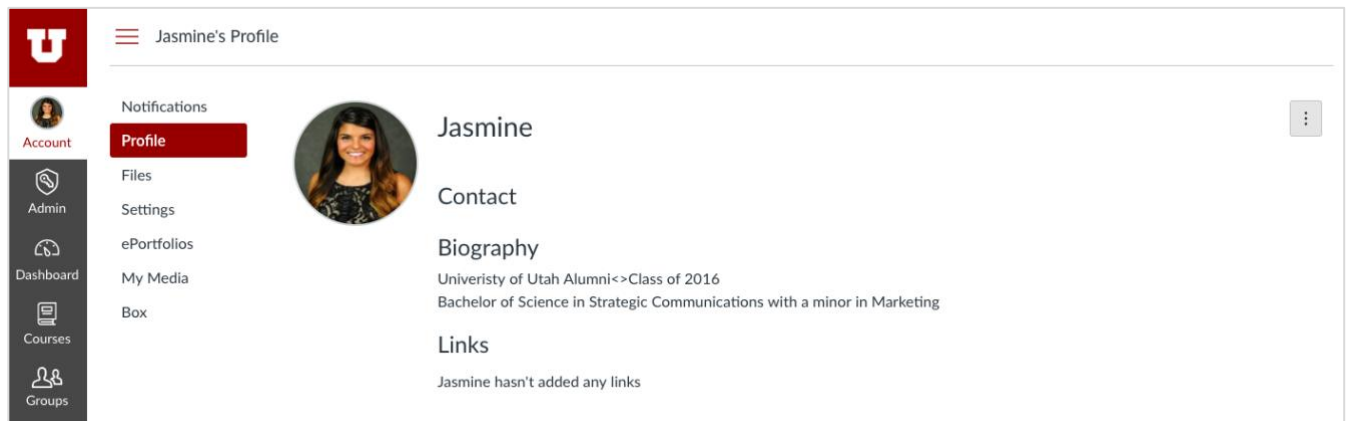 U
Jasmine's Profile
Account
Admin
Dashboard
Courses
Groups
Notifications
Profile
Files
Settings
ePortfolios
My Media
Box
Jasmine
Contact
Biography
Univeristy of Utah Alumni<>Class of 2016
Bachelor of Science in Strategic Communications with a minor in Marketing
Links
Jasmine hasn't added any links